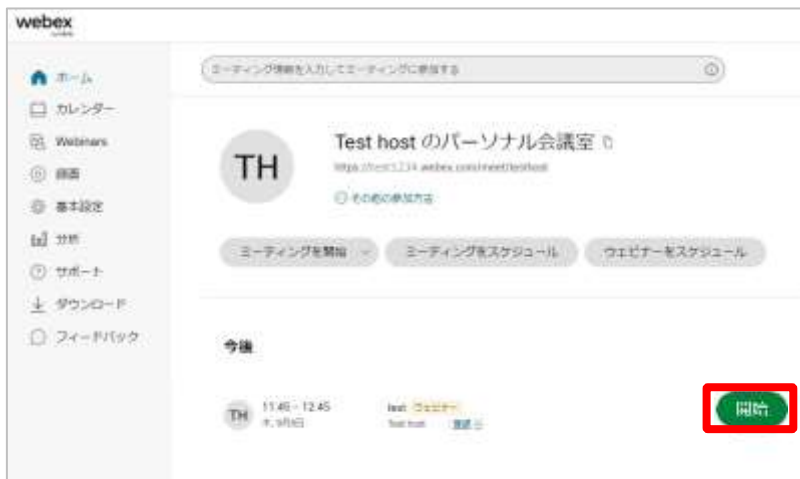 webex
ミーティング情報を入力してミーティングに参加する
ホーム
カレンダー
Webinars
録画
基本設定
分析
サポート
ダウンロード
フィードバック
TH
Test host のパーソナル会議室
その他の参加方法
ミーティングを開始
ミーティングをスケジュール
ウェビナーをスケジュール
今後
TH
11:45 - 12:45
test ウェビナー
Test host
開始